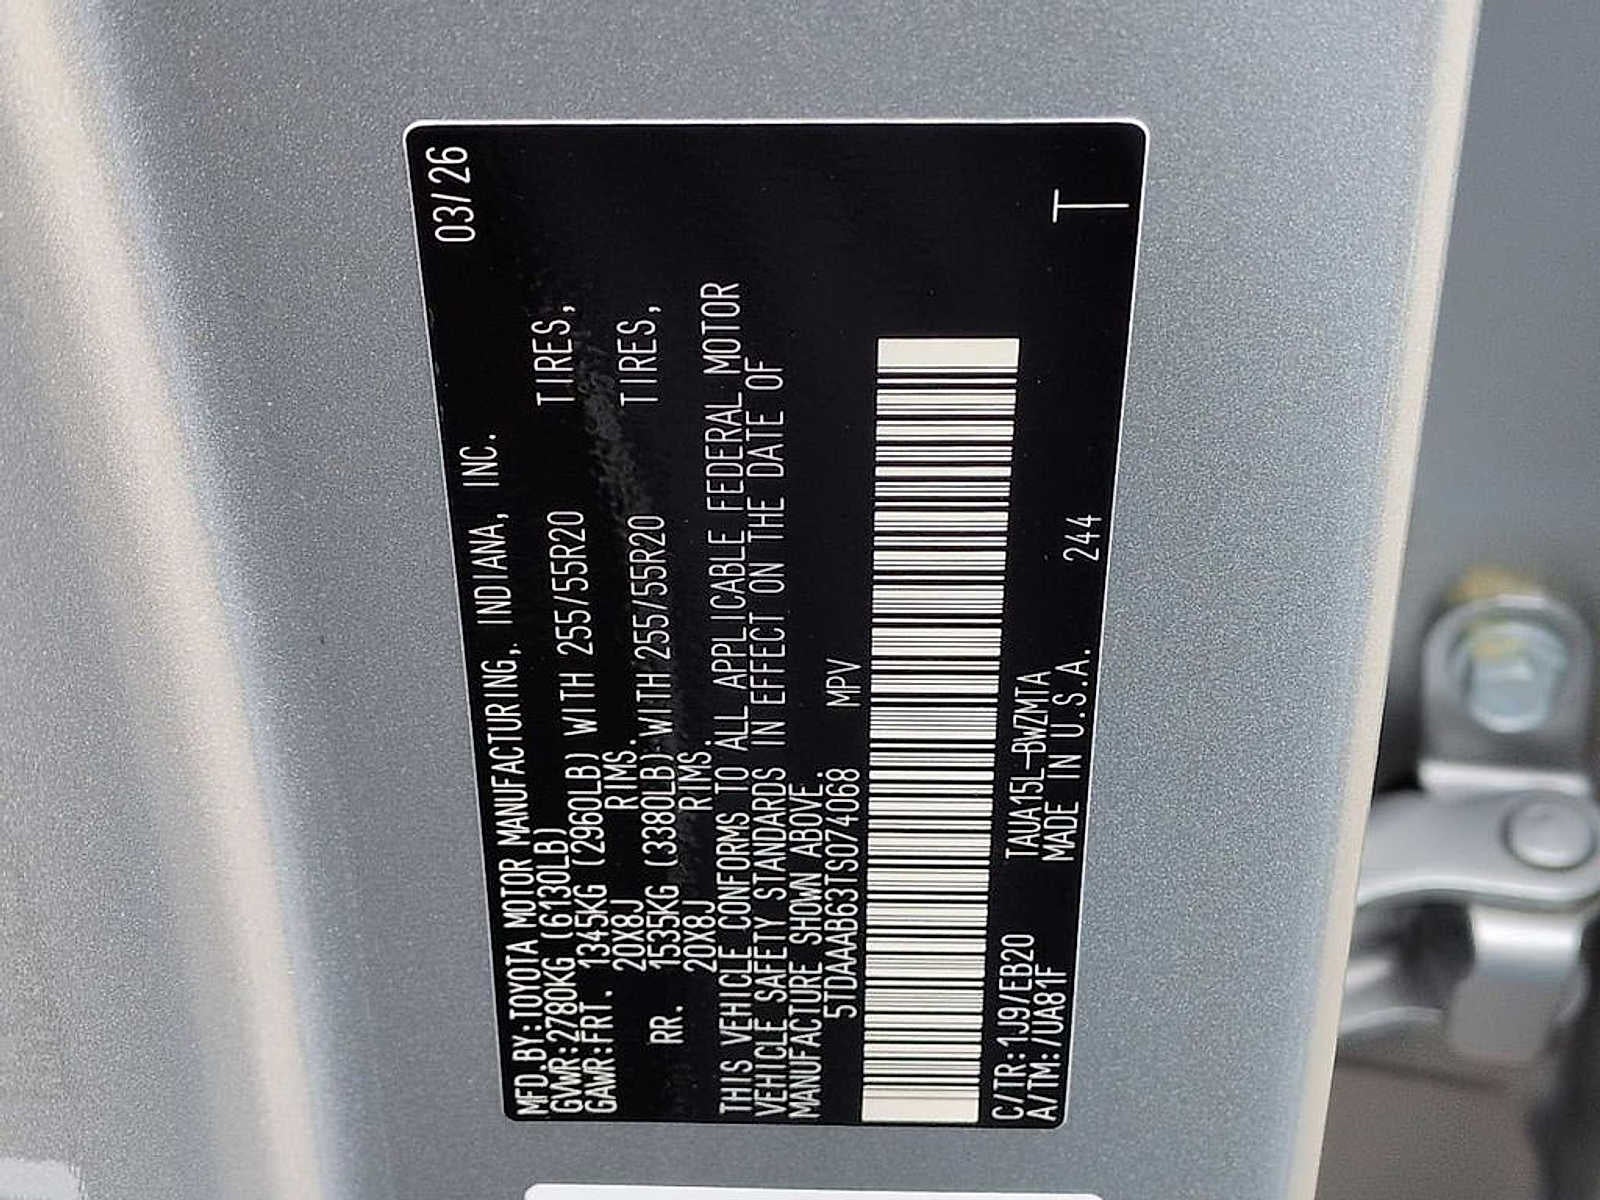 MFD.BY:TOYOTA MOTOR MANUFACTURING, INDIANA, INC. 03/26
GVWR:2780KG (6130LB)
GAWR:FRT. 1345KG (2960LB) WITH 255/55R20 TIRES,
20X8J RIMS.
RR. 1535KG (3380LB) WITH 255/55R20 TIRES,
20X8J RIMS.
THIS VEHICLE CONFORMS TO ALL APPLICABLE FEDERAL MOTOR
VEHICLE SAFETY STANDARDS IN EFFECT ON THE DATE OF
MANUFACTURE SHOWN ABOVE.
5TDAAAB63TS074068 MPV
C/TR:1J9/EB20 TAUA15L-BWZMTA
A/TM:/UA81F MADE IN U.S.A. 244 T